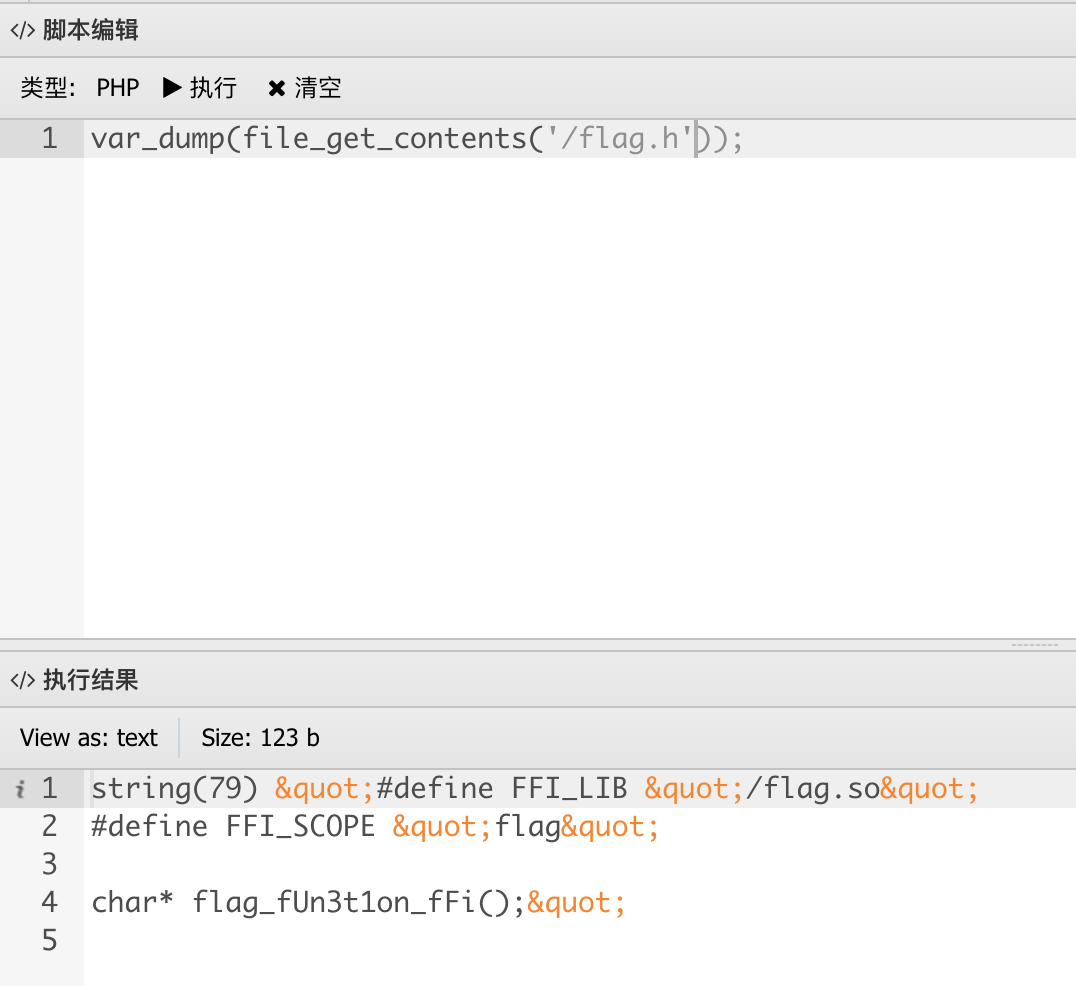 </> 脚本编辑
类型: PHP ▶ 执行 ✖ 清空
1 var_dump(file_get_contents('/flag.h'));
</> 执行结果
View as: text Size: 123 b
i 1 string(79) &quot;#define FFI_LIB &quot;/flag.so&quot;
2 #define FFI_SCOPE &quot;flag&quot;
3
4 char* flag_fUn3t1on_fFi();&quot;
5